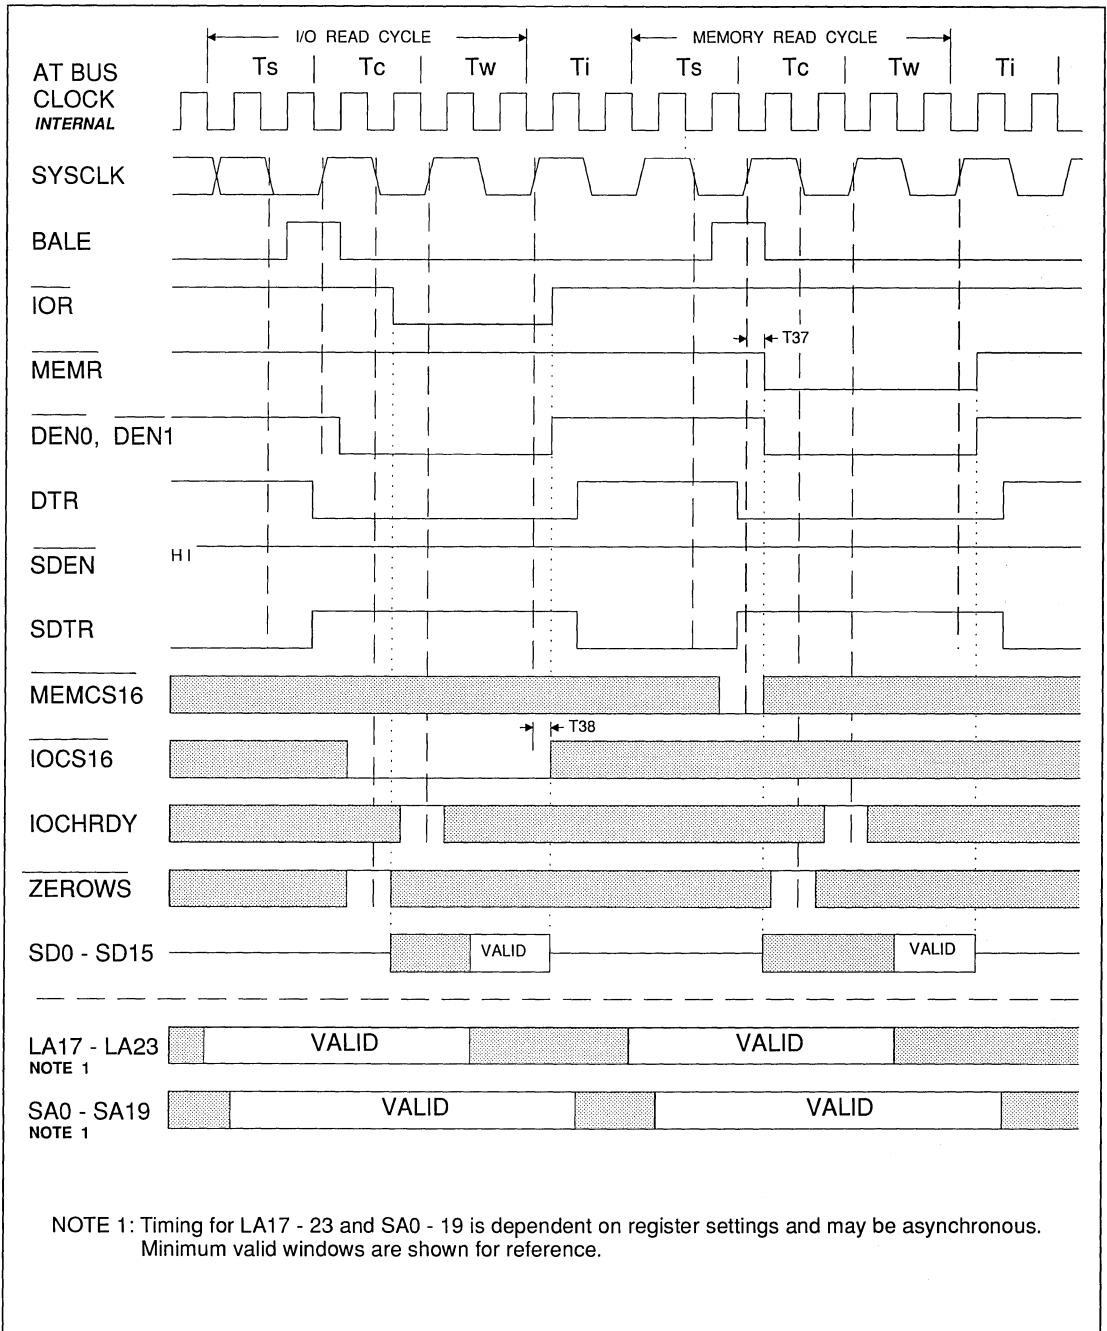 I/O READ CYCLE
MEMORY READ CYCLE
Ts Tc Tw Ti Ts Tc Tw Ti
AT BUS
CLOCK
INTERNAL
SYSCLK
BALE
IOR
T37
MEMR
DEN0, DEN1
DTR
HI
SDEN
SDTR
MEMCS16
T38
IOCS16
IOCHRDY
ZEROWS
SD0 - SD15 VALID VALID
LA17 - LA23 VALID VALID
NOTE 1
SA0 - SA19 VALID VALID
NOTE 1
NOTE 1: Timing for LA17 - 23 and SA0 - 19 is dependent on register settings and may be asynchronous.
Minimum valid windows are shown for reference.